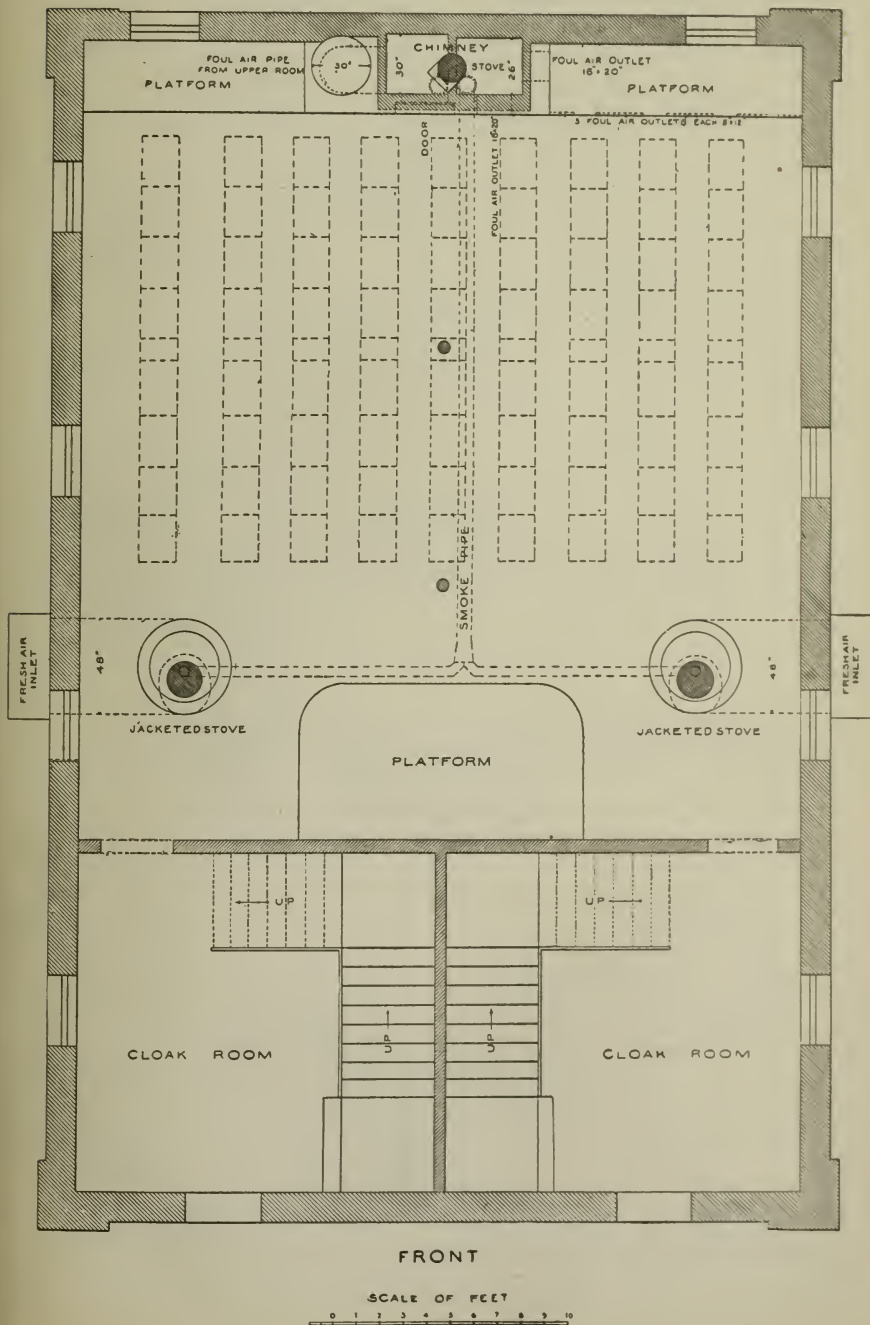 CHIMNEY
FOUL AIR PIPE
FROM UPPER ROOM
PLATFORM
30"
30"
STOVE
26"
FOUL AIR OUTLET
16"×20"
PLATFORM
3 FOUL AIR OUTLETS EACH 8×12
DOOR
FOUL AIR OUTLET 16×20"
SMOKE PIPE
FRESH AIR
INLET
48"
48"
FRESH AIR
INLET
JACKETED STOVE
JACKETED STOVE
PLATFORM
UP
UP
UP
UP
CLOAK ROOM
CLOAK ROOM
FRONT
SCALE OF FEET
0 1 2 3 4 5 6 7 8 9 10